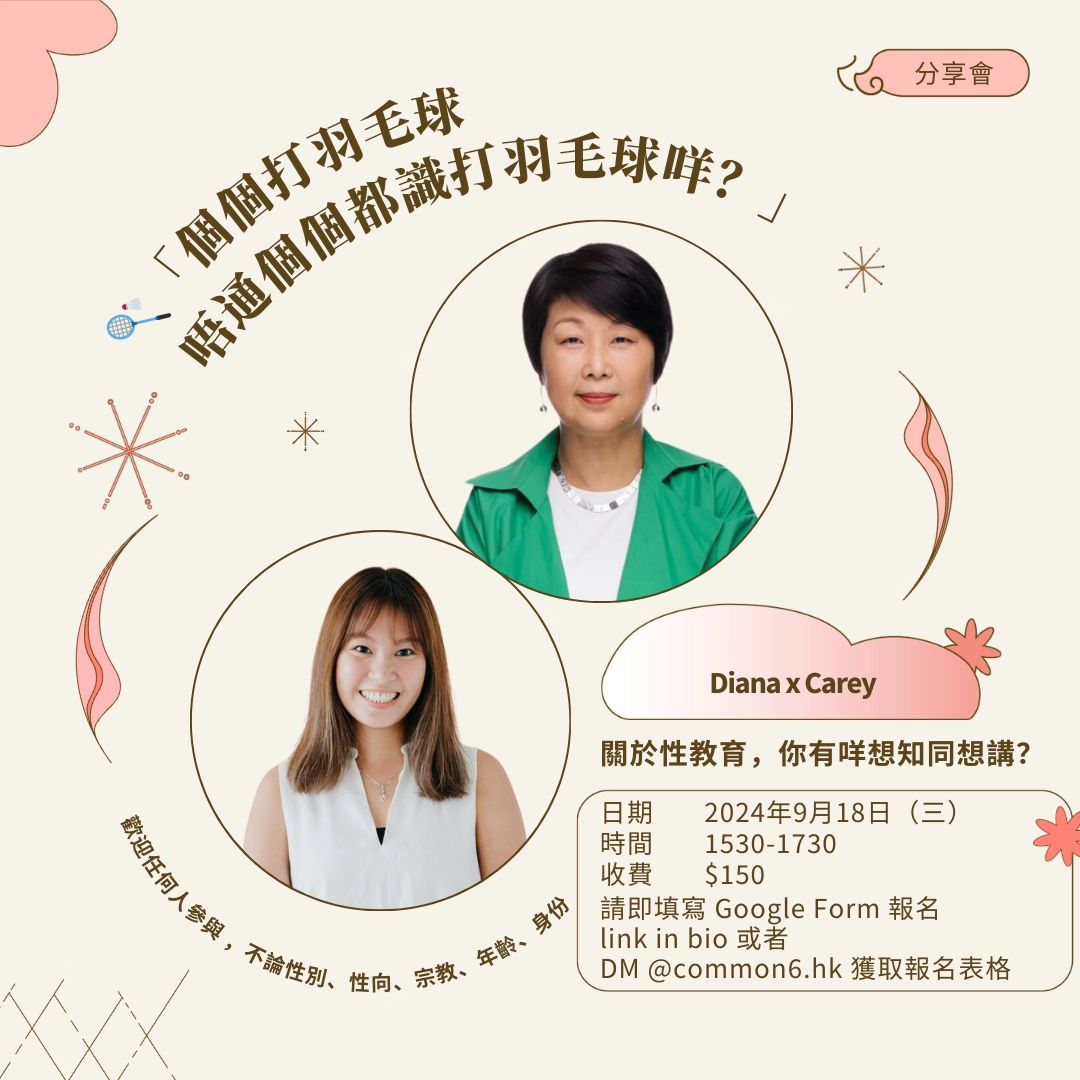 分享會
「個個打羽毛球
唔通個個都識打羽毛球咩？」
Diana x Carey
關於性教育，你有咩想知同想講？
日期 2024年9月18日（三）
時間 1530-1730
收費 $150
請即填寫 Google Form 報名
link in bio 或者
DM @common6.hk 獲取報名表格
歡迎任何人參與，不論性別、性向、宗教、年齡、身份